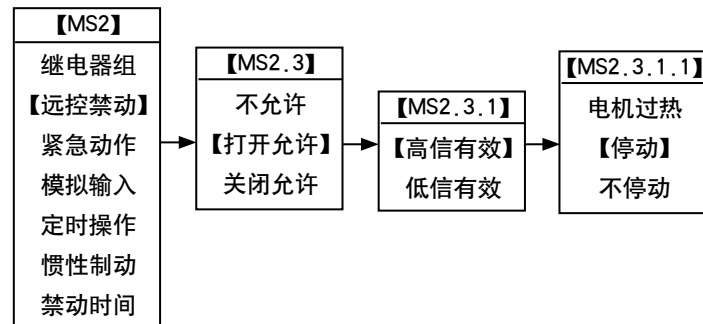 【MS2】
继电器组
【远控禁动】
紧急动作
模拟输入
定时操作
惯性制动
禁动时间
【MS2.3】
不允许
【打开允许】
关闭允许
【MS2.3.1】
【高信有效】
低信有效
【MS2.3.1.1】
电机过热
【停动】
不停动